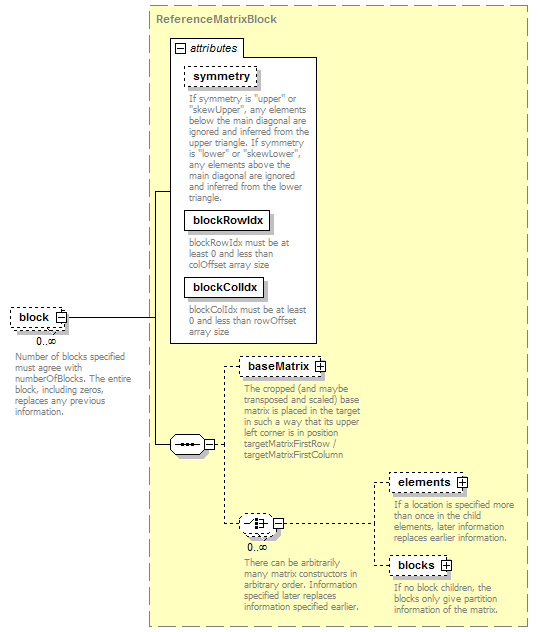 ReferenceMatrixBlock
attributes
symmetry
If symmetry is "upper" or
"skewUpper", any elements
below the main diagonal are
ignored and inferred from the
upper triangle. If symmetry
is "lower" or "skewLower",
any elements above the
main diagonal are ignored
and inferred from the lower
triangle.
blockRowIdx
blockRowIdx must be at
least 0 and less than
colOffset array size
blockColIdx
blockColIdx must be at least
0 and less than rowOffset
array size
block
0..∞
Number of blocks specified
must agree with
numberOfBlocks. The entire
block, including zeros,
replaces any previous
information.
baseMatrix
The cropped (and maybe
transposed and scaled) base
matrix is placed in the target
in such a way that its upper
left corner is in position
targetMatrixFirstRow /
targetMatrixFirstColumn
0..∞
There can be arbitrarily
many matrix constructors in
arbitrary order. Information
specified later replaces
information specified earlier.
elements
If a location is specified more
than once in the child
elements, later information
replaces earlier information.
blocks
If no block children, the
blocks only give partition
information of the matrix.